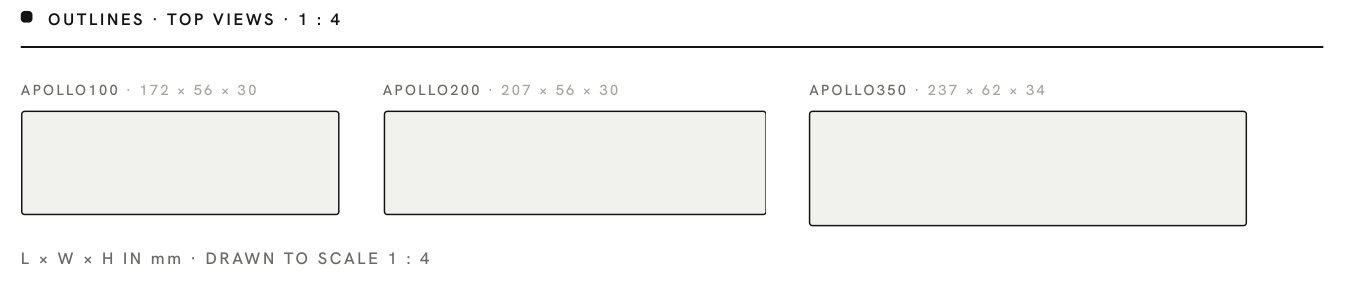 OUTLINES · TOP VIEWS · 1 : 4
APOLLO100 · 172 × 56 × 30
APOLLO200 · 207 × 56 × 30
APOLLO350 · 237 × 62 × 34
L × W × H IN mm · DRAWN TO SCALE 1 : 4